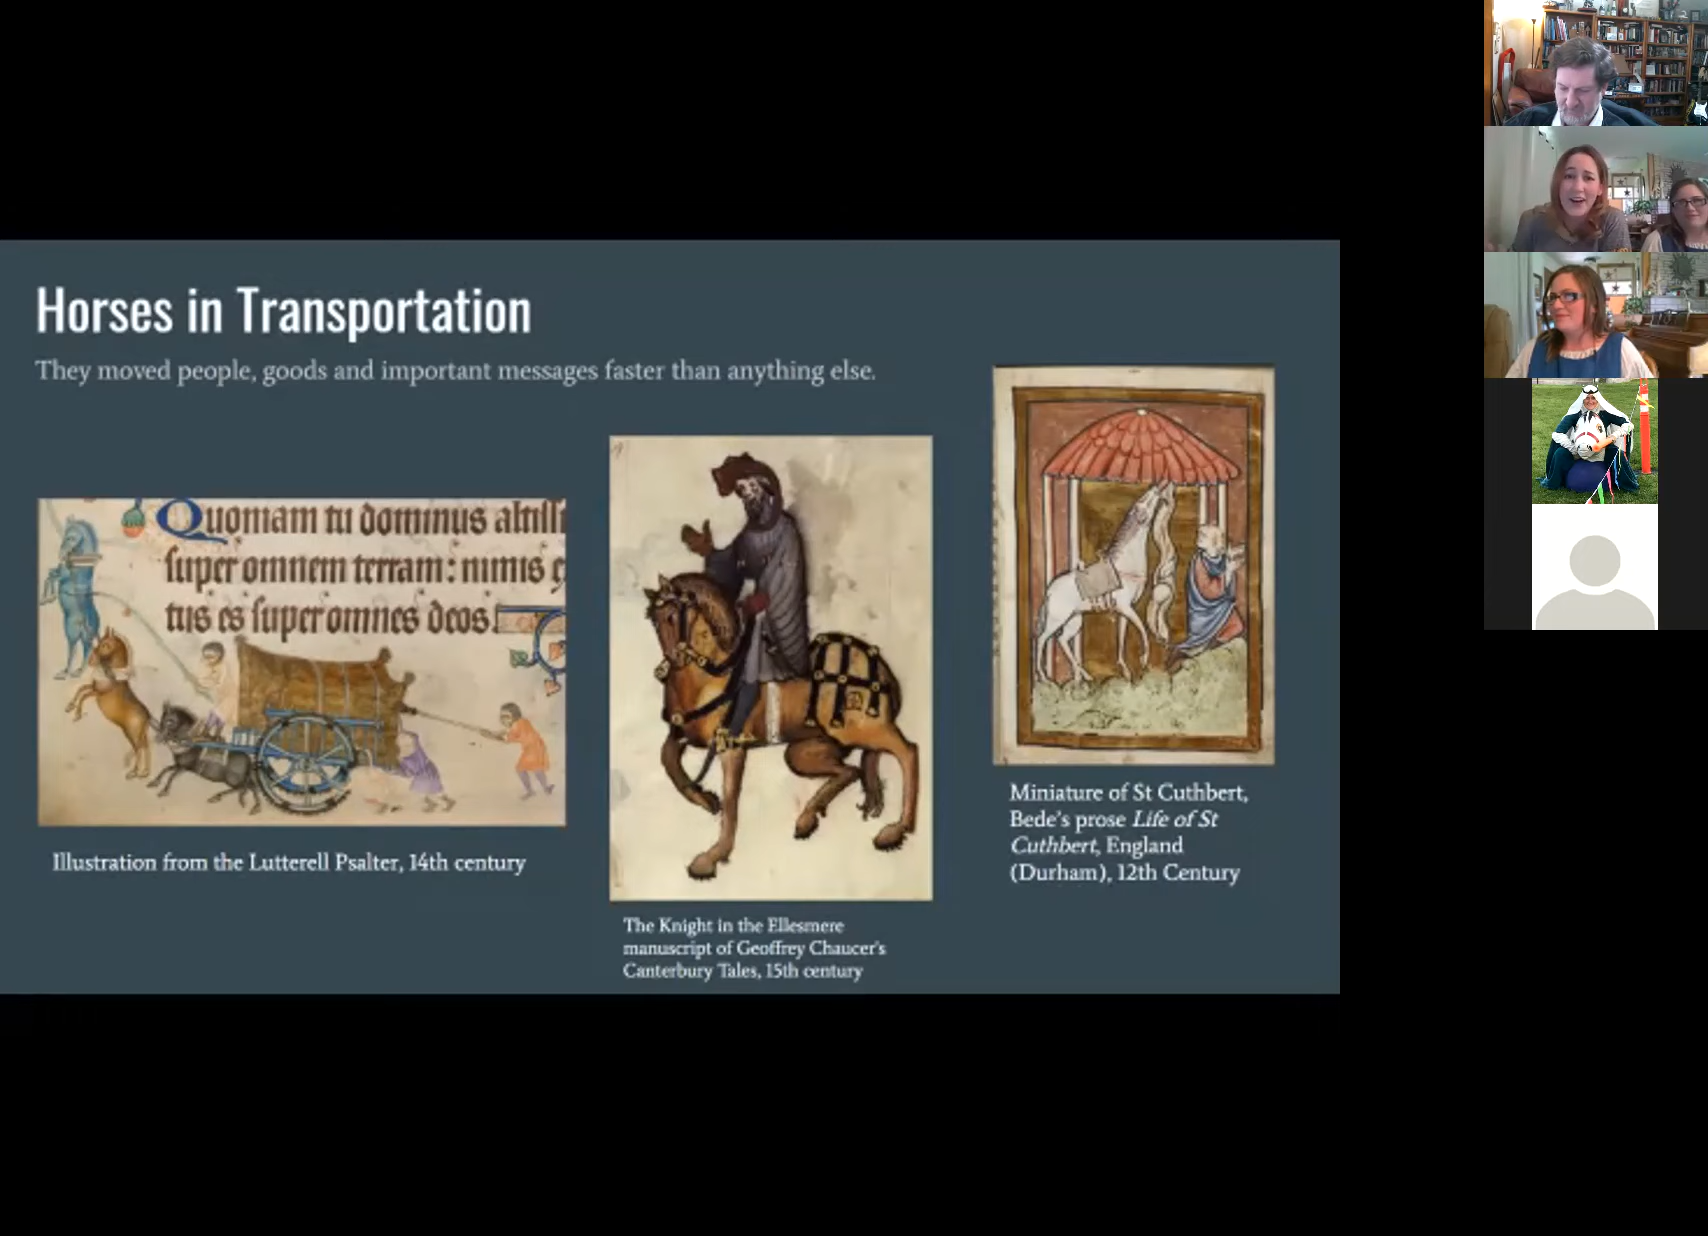 Horses in Transportation
They moved people, goods and important messages faster than anything else.
Quoniam tu dominus altiſſi
ſuper omnem terram: nimis
tus es ſuper omnes deos.
Illustration from the Lutterell Psalter, 14th century
The Knight in the Ellesmere
manuscript of Geoffrey Chaucer's
Canterbury Tales, 15th century
Miniature of St Cuthbert,
Bede's prose Life of St
Cuthbert, England
(Durham), 12th Century